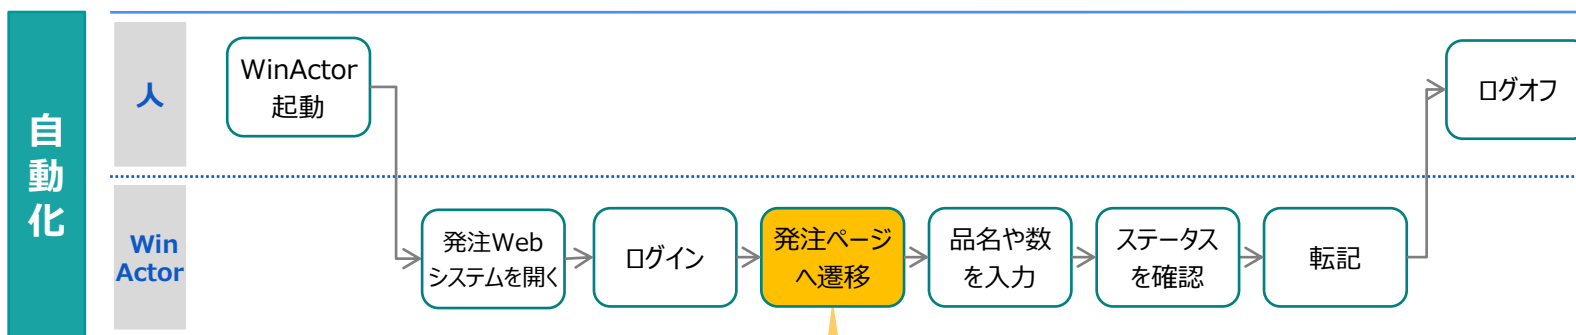 自動化
人
WinActor
起動
ログオフ
Win
Actor
発注Web
システムを開く
ログイン
発注ページ
へ遷移
品名や数
を入力
ステータス
を確認
転記